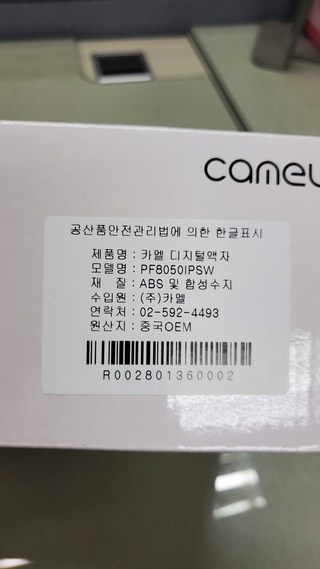 camel
공산품안전관리법에 의한 한글표시
제품명 : 카멜 디지털액자
모델명 : PF8050IPSW
재 질 : ABS 및 합성수지
수입원 : (주)카멜
연락처 : 02-592-4493
원산지 : 중국OEM
R002801360002